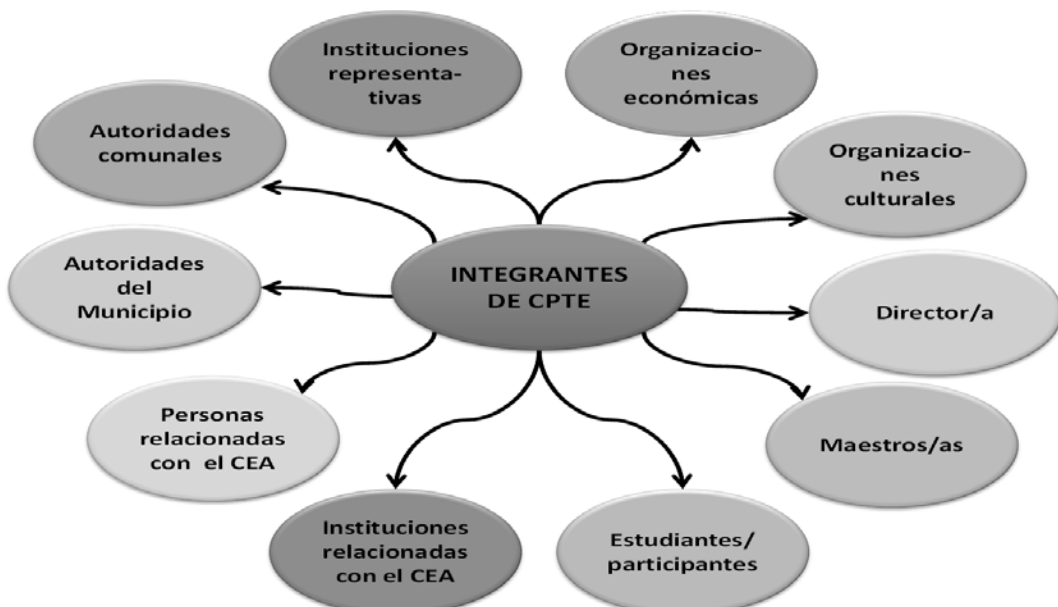 Instituciones
representa-
tivas
Organizacio-
nes
económicas
Autoridades
comunales
Organizacio-
nes
culturales
INTEGRANTES
DE CPTE
Autoridades
del
Municipio
Director/a
Personas
relacionadas
con el CEA
Maestros/as
Instituciones
relacionadas
con el CEA
Estudiantes/
participantes